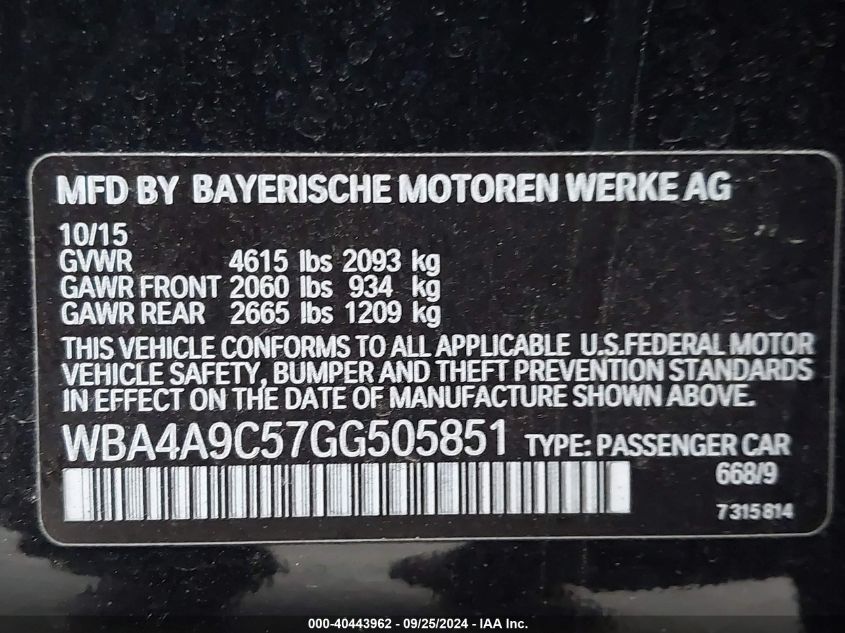 MFD BY BAYERISCHE MOTOREN WERKE AG
10/15
GVWR 4615 lbs 2093 kg
GAWR FRONT 2060 lbs 934 kg
GAWR REAR 2665 lbs 1209 kg
THIS VEHICLE CONFORMS TO ALL APPLICABLE U.S.FEDERAL MOTOR
VEHICLE SAFETY, BUMPER AND THEFT PREVENTION STANDARDS
IN EFFECT ON THE DATE OF MANUFACTURE SHOWN ABOVE.
WBA4A9C57GG505851 TYPE: PASSENGER CAR
668/9
7315814
000-40443962 - 09/25/2024 - IAA Inc.